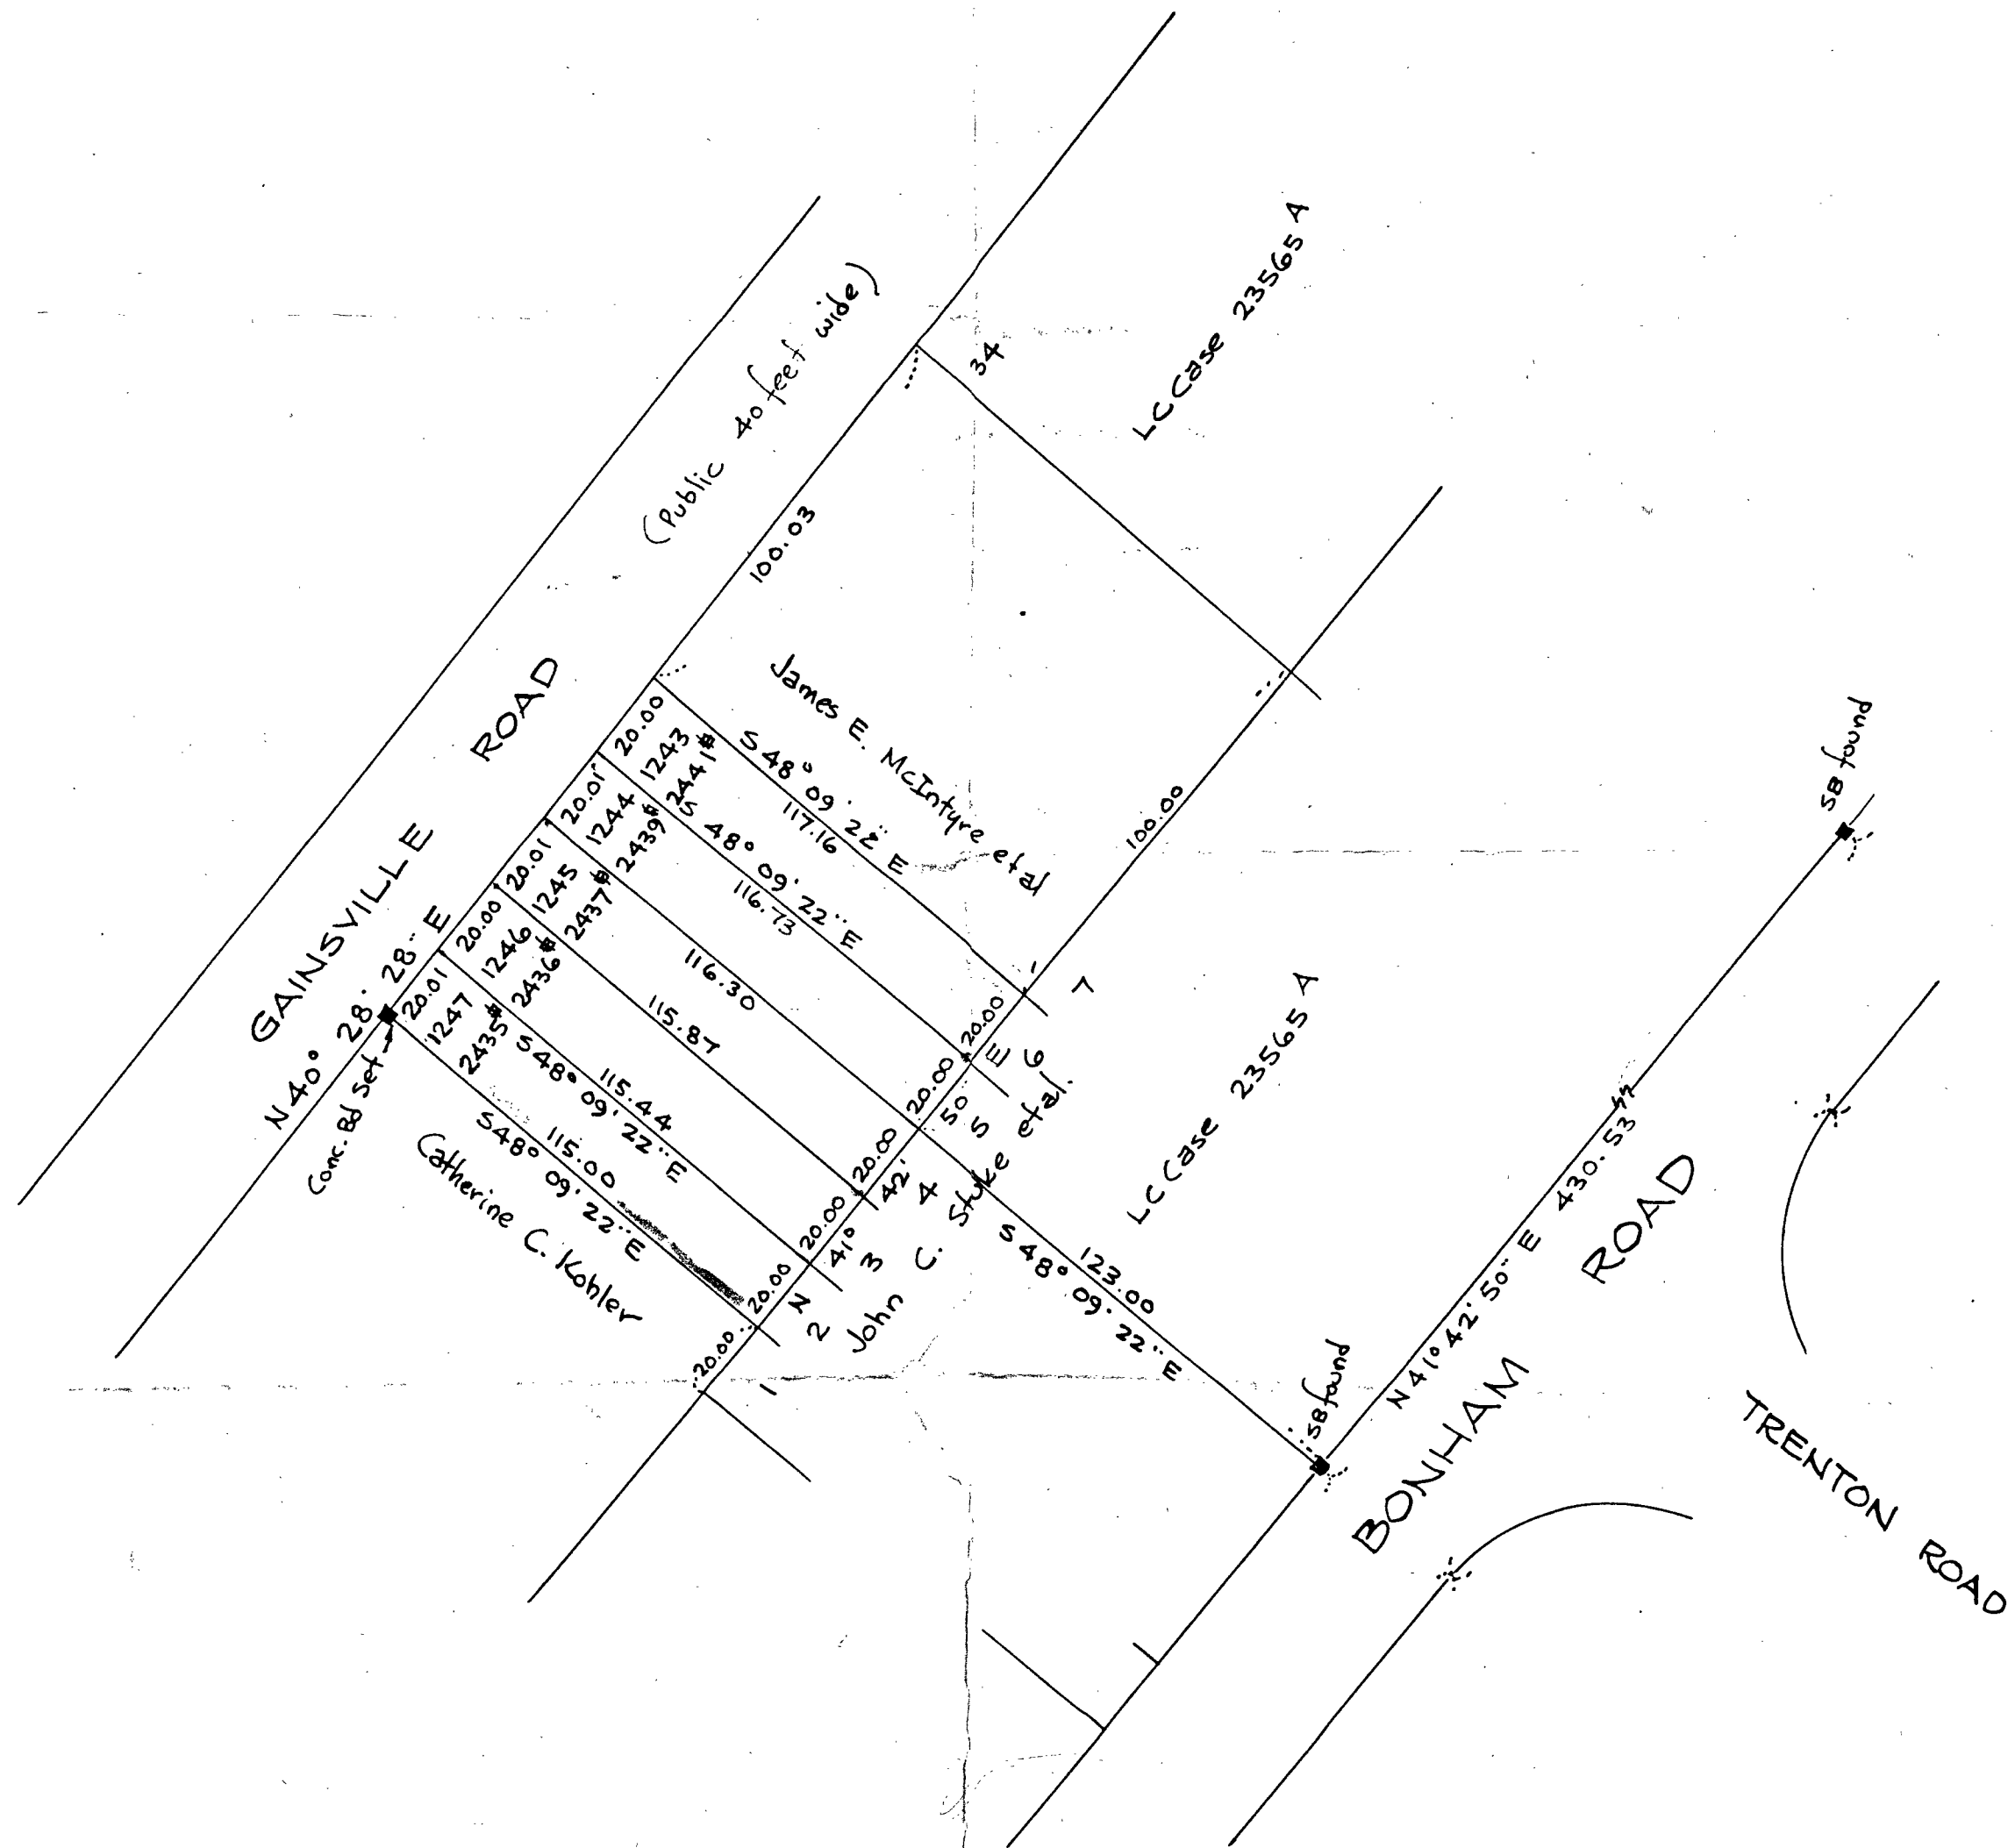 LC Case 23565 A
34
(Public 40 feet wide)
100.03
GAINSVILLE ROAD
James E. McIntyre etal
S 48° 09' 22" E
117.16
100.00
SB found
20.00
1243
2441#
S 48° 09' 22" E
116.73
20.01
1244
2439#
116.30
20.01
1245
2437#
115.87
20.00
1246
2436#
115.44
S 48° 09' 22" E
20.01
1247
2435#
115.00
S 48° 09' 22" E
N 40° 28' 28" E
Conc. Bd Set
Catherine C. Kohler
20.00
20.00
20.00
20.00
20.00
20.00
N 41° 42' 50" E
7
6
5
4
3
2
1
John C. Stuke etal.
LC Case 23565 A
123.00
S 48° 09' 22" E
SB found
N 41° 42' 50" E 430.53
BONHAM ROAD
TRENTON ROAD